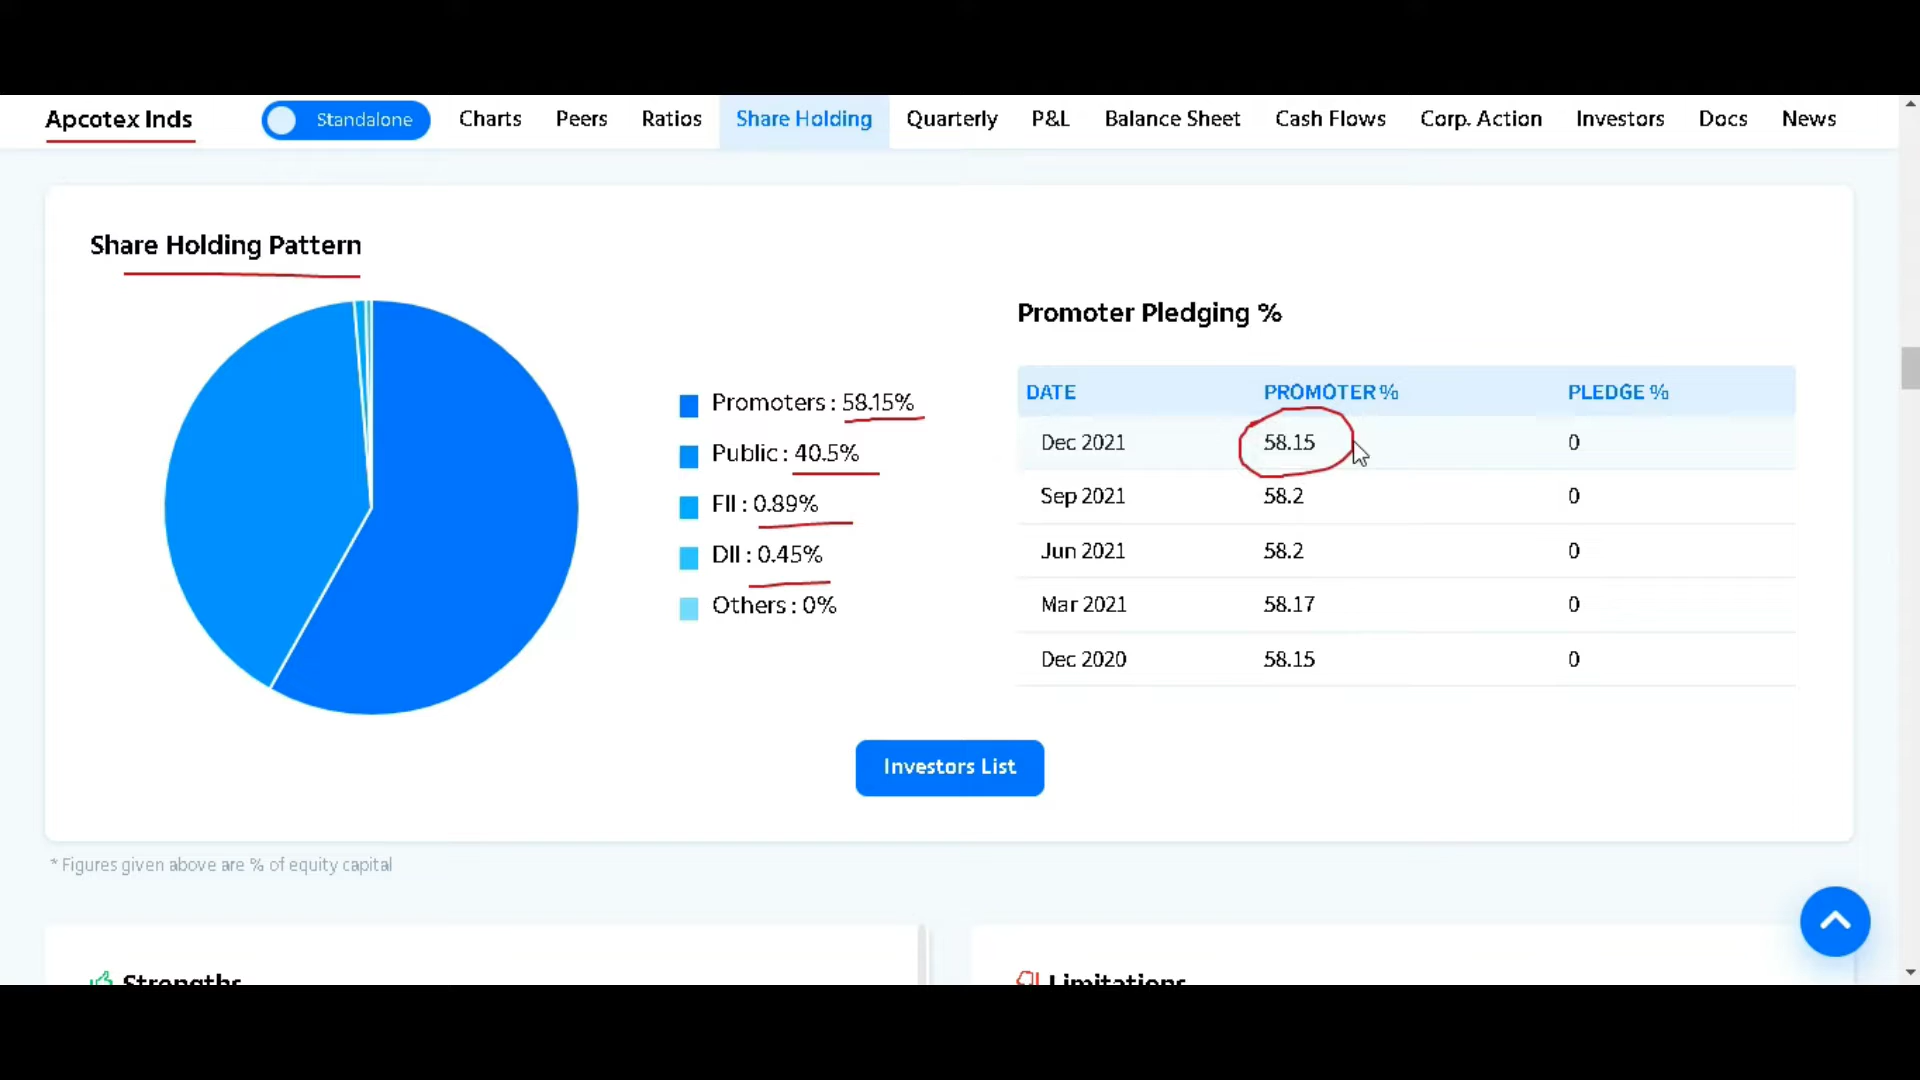 Apcotex Inds
Standalone
Charts
Peers
Ratios
Share Holding
Quarterly
P&L
Balance Sheet
Cash Flows
Corp. Action
Investors
Docs
News
Share Holding Pattern
Promoters : 58.15%
Public : 40.5%
FII : 0.89%
DII : 0.45%
Others : 0%
Promoter Pledging %
DATE PROMOTER % PLEDGE %
Dec 2021 58.15 0
Sep 2021 58.2 0
Jun 2021 58.2 0
Mar 2021 58.17 0
Dec 2020 58.15 0
Investors List
* Figures given above are % of equity capital
Strengths
Limitations